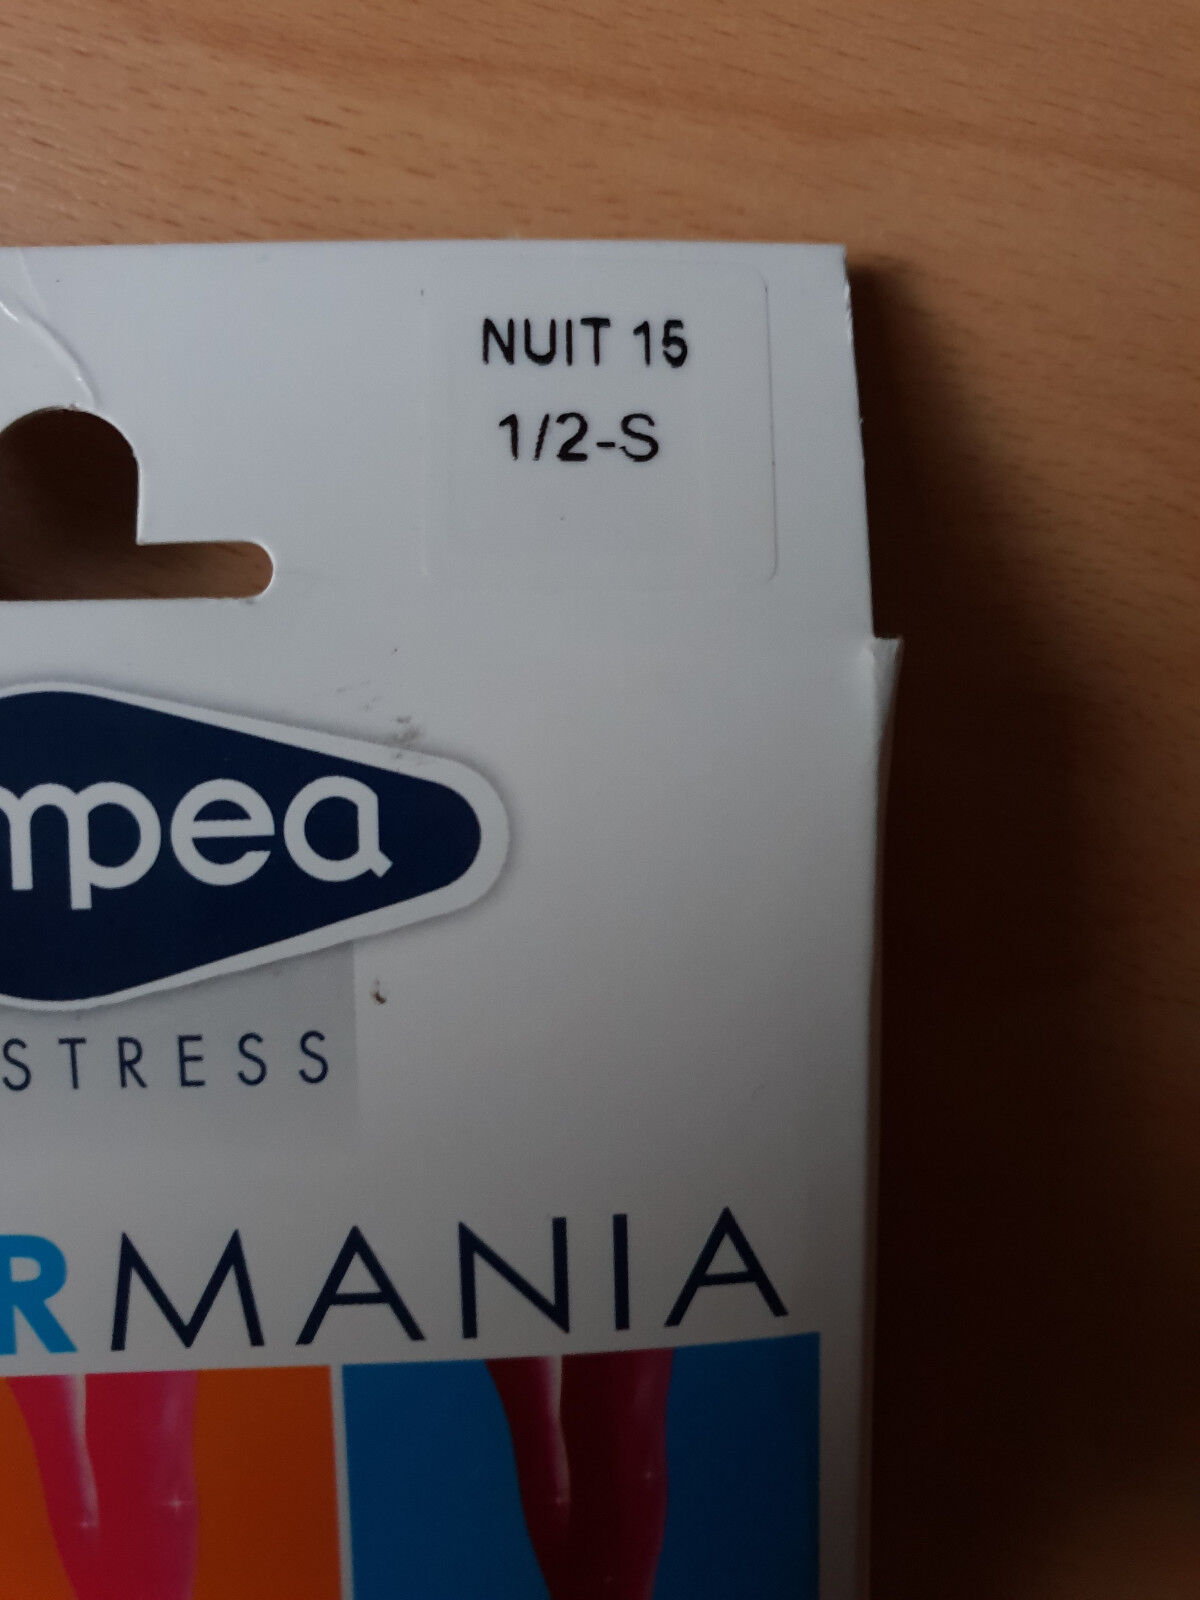 NUIT 15
1/2-S
mpea
STRESS
RMANIA